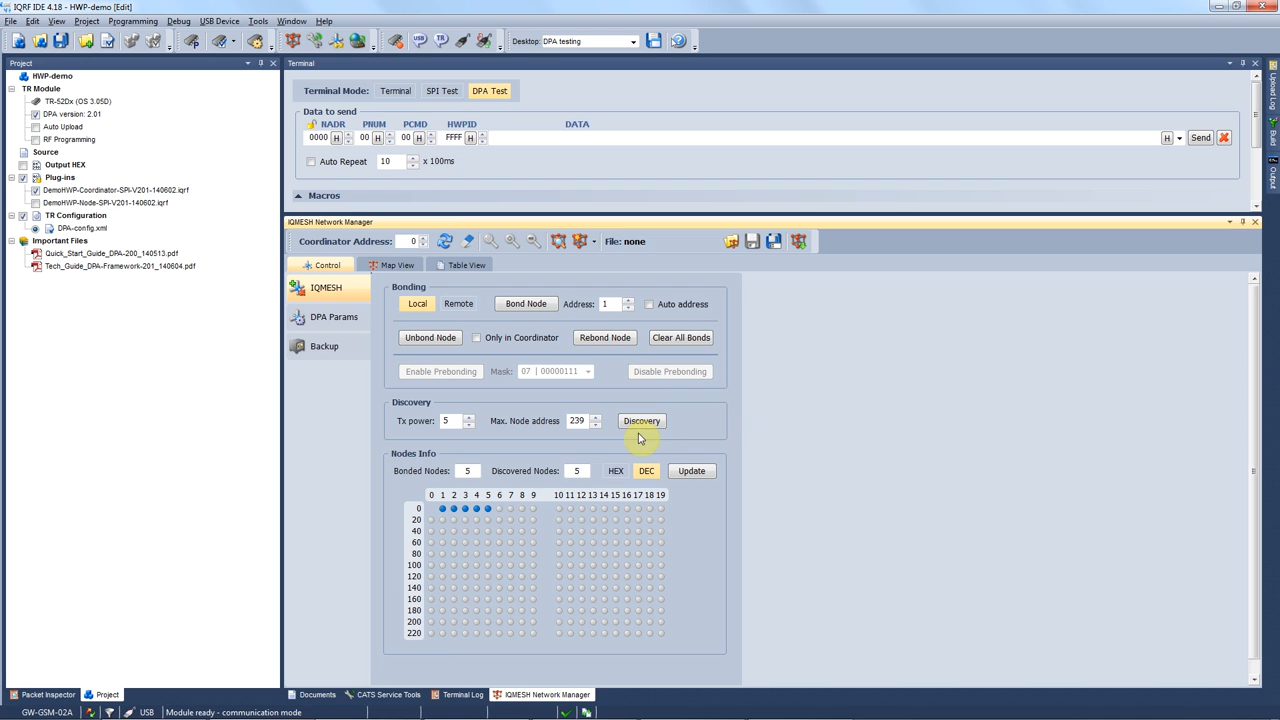 IQRF IDE 4.18 - HWP-demo [Edit]
File Edit View Project Programming Debug USB Device Tools Window Help
Desktop: DPA testing
Project
HWP-demo
TR Module
TR-52Dx (OS 3.05D)
DPA version: 2.01
Auto Upload
RF Programming
Source
Output HEX
Plug-ins
DemoHWP-Coordinator-SPI-V201-140602.iqrf
DemoHWP-Node-SPI-V201-140602.iqrf
TR Configuration
DPA-config.xml
Important Files
Quick_Start_Guide_DPA-200_140513.pdf
Tech_Guide_DPA-Framework-201_140604.pdf
Terminal
Terminal Mode: Terminal SPI Test DPA Test
Data to send
NADR PNUM PCMD HWPID DATA
0000 H 00 H 00 H FFFF H H Send
Auto Repeat 10 x 100ms
Macros
IQMESH Network Manager
Coordinator Address: 0 File: none
Control Map View Table View
IQMESH
DPA Params
Backup
Bonding
Local Remote Bond Node Address: 1 Auto address
Unbond Node Only in Coordinator Rebond Node Clear All Bonds
Enable Prebonding Mask: 07 | 00000111 Disable Prebonding
Discovery
Tx power: 5 Max. Node address 239 Discovery
Nodes Info
Bonded Nodes: 5 Discovered Nodes: 5 HEX DEC Update
0 1 2 3 4 5 6 7 8 9 10 11 12 13 14 15 16 17 18 19
0
20
40
60
80
100
120
140
160
180
200
220
Upload Log
Build
Output
Packet Inspector Project
Documents CATS Service Tools Terminal Log IQMESH Network Manager
GW-GSM-02A USB Module ready - communication mode